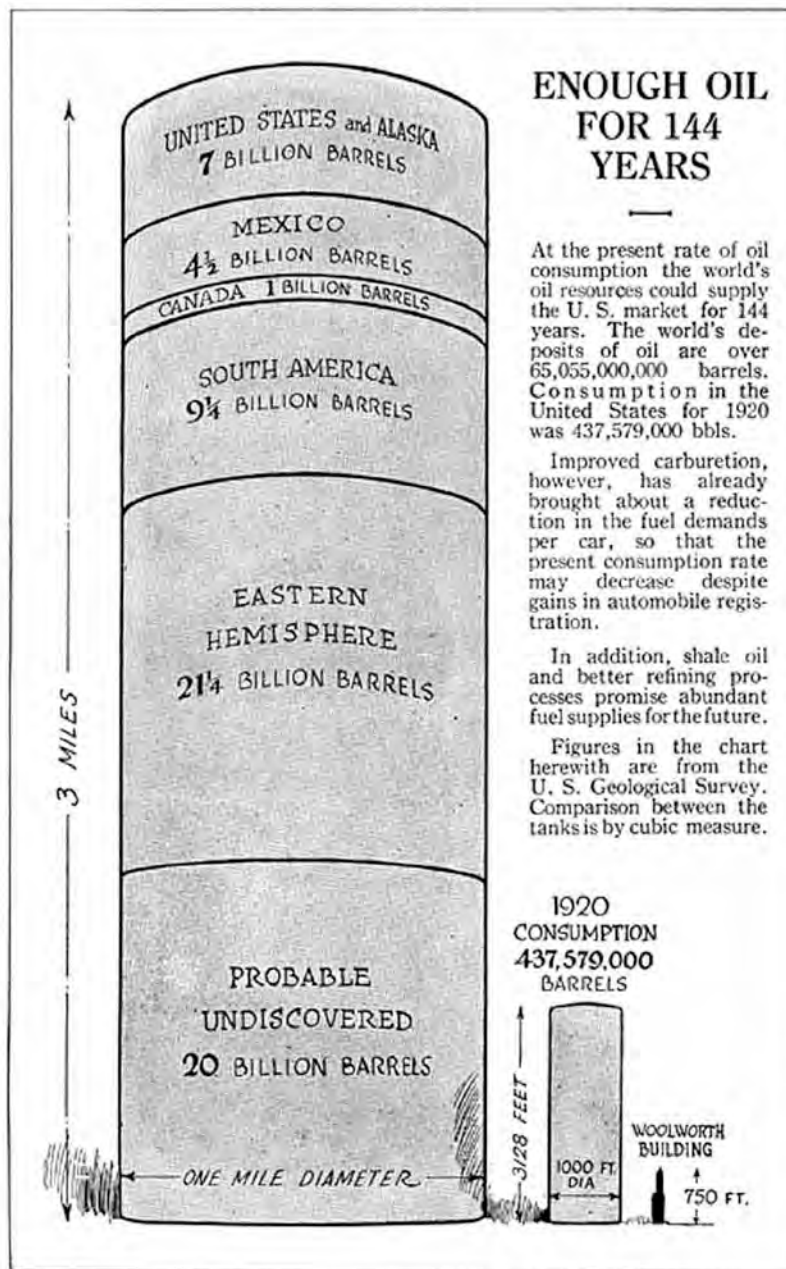 UNITED STATES and ALASKA
7 BILLION BARRELS
MEXICO
4½ BILLION BARRELS
CANADA 1 BILLION BARRELS
SOUTH AMERICA
9¼ BILLION BARRELS
EASTERN
HEMISPHERE
21¼ BILLION BARRELS
PROBABLE
UNDISCOVERED
20 BILLION BARRELS
ONE MILE DIAMETER
3 MILES
ENOUGH OIL
FOR 144
YEARS
At the present rate of oil
consumption the world's
oil resources could supply
the U. S. market for 144
years. The world's de-
posits of oil are over
65,055,000,000 barrels.
Consumption in the
United States for 1920
was 437,579,000 bbls.
Improved carburetion,
however, has already
brought about a reduc-
tion in the fuel demands
per car, so that the
present consumption rate
may decrease despite
gains in automobile regis-
tration.
In addition, shale oil
and better refining pro-
cesses promise abundant
fuel supplies for the future.
Figures in the chart
herewith are from the
U. S. Geological Survey.
Comparison between the
tanks is by cubic measure.
1920
CONSUMPTION
437,579,000
BARRELS
3128 FEET
1000 FT.
DIA
WOOLWORTH
BUILDING
750 FT.